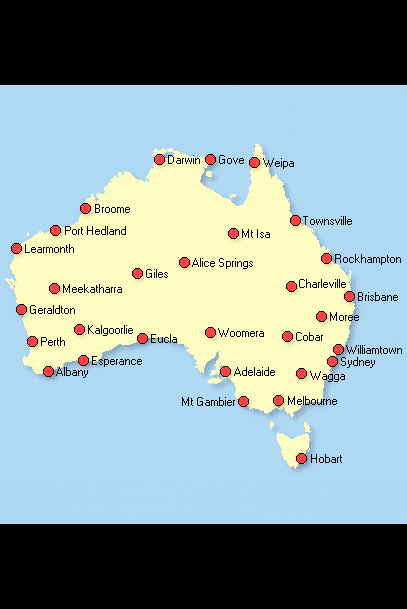 Darwin
Gove
Weipa
Broome
Townsville
Port Hedland
Mt Isa
Learmonth
Rockhampton
Alice Springs
Giles
Charleville
Meekatharra
Brisbane
Geraldton
Moree
Kalgoorlie
Woomera
Cobar
Eucla
Perth
Williamtown
Esperance
Sydney
Albany
Adelaide
Wagga
Mt Gambier
Melbourne
Hobart